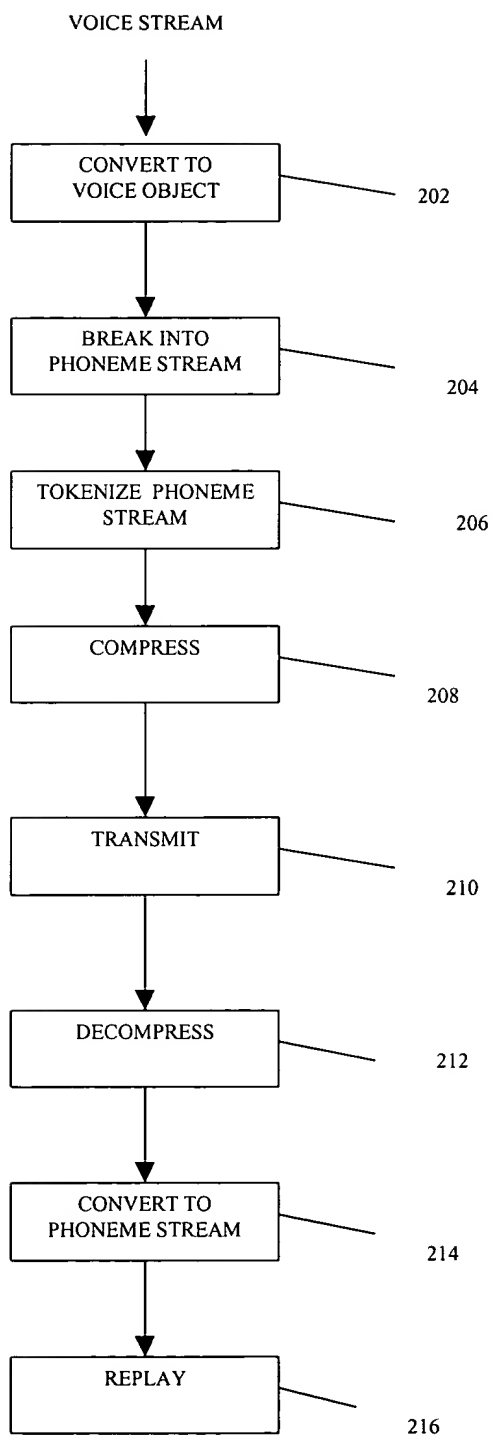 VOICE STREAM
CONVERT TO
VOICE OBJECT
202
BREAK INTO
PHONEME STREAM
204
TOKENIZE PHONEME
STREAM
206
COMPRESS
208
TRANSMIT
210
DECOMPRESS
212
CONVERT TO
PHONEME STREAM
214
REPLAY
216